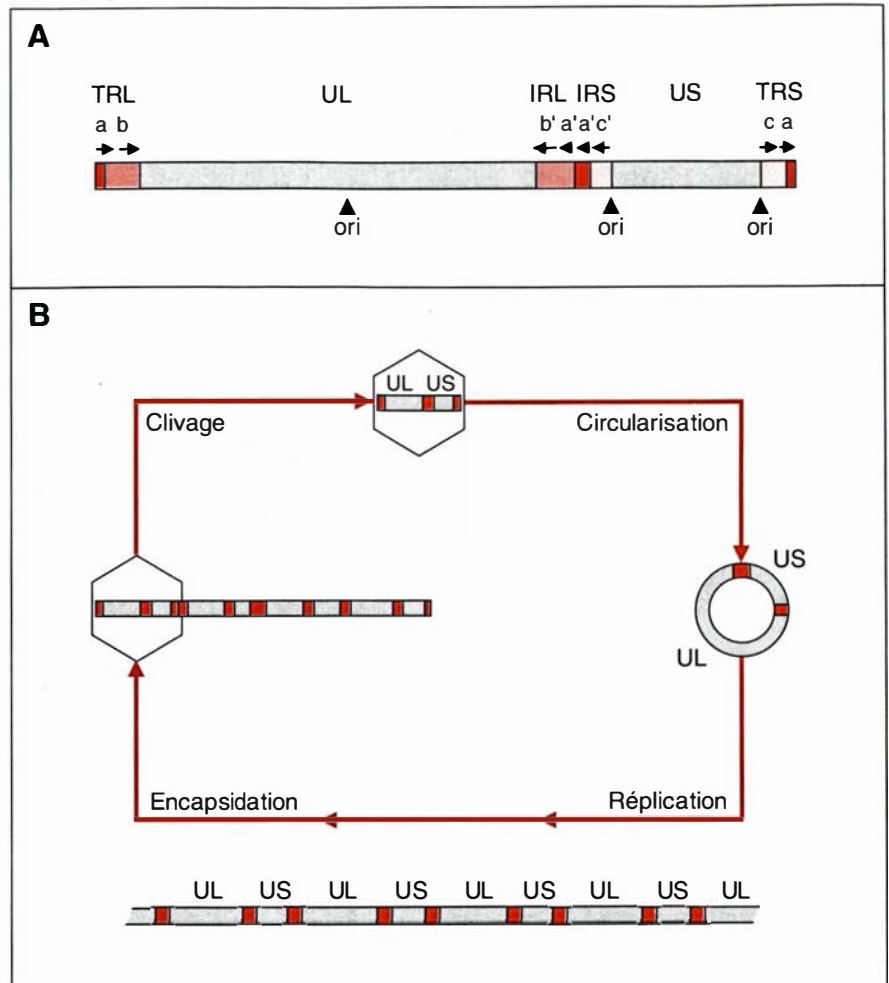 A
TRL UL IRL IRS US TRS
a b b' a' a' c' c a
ori ori ori
B
UL US
Clivage Circularisation
US
UL
Encapsidation Réplication
UL US UL US UL US UL US UL